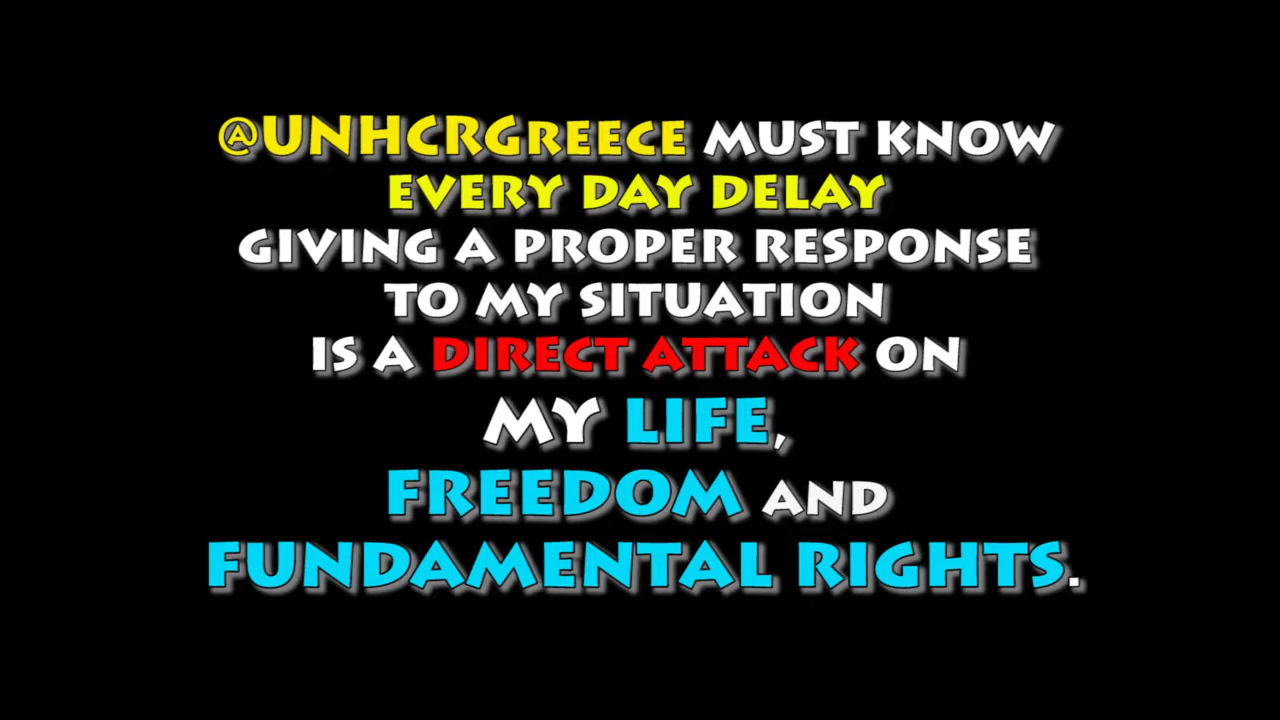 @UNHCRGREECE MUST KNOW
EVERY DAY DELAY
GIVING A PROPER RESPONSE
TO MY SITUATION
IS A DIRECT ATTACK ON
MY LIFE,
FREEDOM AND
FUNDAMENTAL RIGHTS.